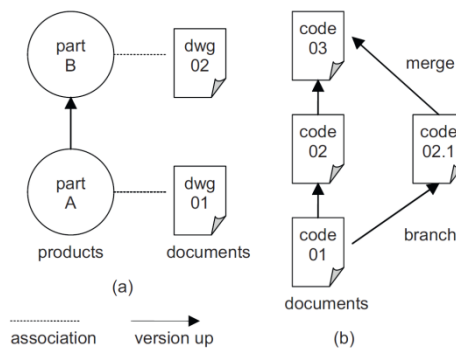 part
B
dwg
02
part
A
dwg
01
products
documents
(a)
association
version up
code
03
merge
code
02
code
02.1
code
01
branch
documents
(b)